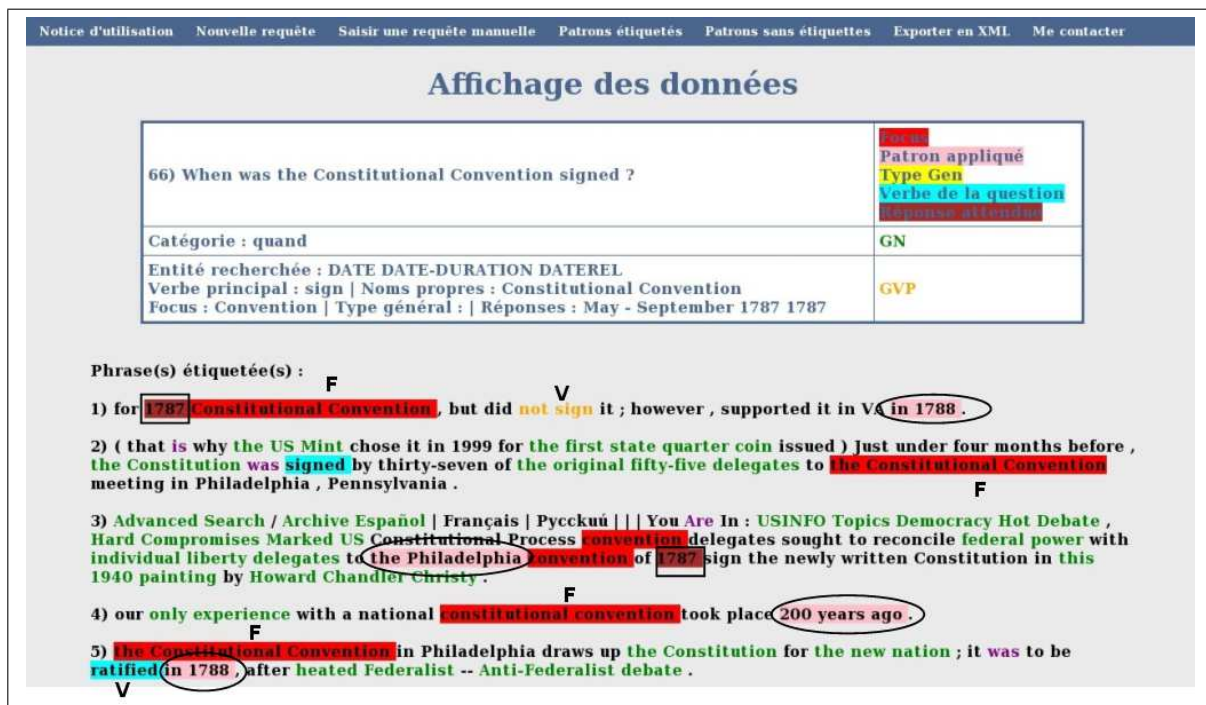 Notice d'utilisation Nouvelle requête Saisir une requête manuelle Patrons étiquetés Patrons sans étiquettes Exporter en XML Me contacter
Affichage des données
66) When was the Constitutional Convention signed ?
Focus
Patron appliqué
Type Gen
Verbe de la question
Réponse attendue
Catégorie : quand
GN
Entité recherchée : DATE DATE-DURATION DATEREL
Verbe principal : sign | Noms propres : Constitutional Convention
Focus : Convention | Type général : | Réponses : May - September 1787 1787
GVP
Phrase(s) étiquetée(s) :
F
V
1) for 1787 Constitutional Convention , but did not sign it ; however , supported it in VA in 1788 .
2) ( that is why the US Mint chose it in 1999 for the first state quarter coin issued ) Just under four months before ,
the Constitution was signed by thirty-seven of the original fifty-five delegates to the Constitutional Convention
meeting in Philadelphia , Pennsylvania .
F
3) Advanced Search / Archive Español | Français | Pycckuú | | | You Are In : USINFO Topics Democracy Hot Debate ,
Hard Compromises Marked US Constitutional Process convention delegates sought to reconcile federal power with
individual liberty delegates to the Philadelphia convention of 1787 sign the newly written Constitution in this
1940 painting by Howard Chandler Christy .
F
4) our only experience with a national constitutional convention took place 200 years ago .
F
5) the Constitutional Convention in Philadelphia draws up the Constitution for the new nation ; it was to be
ratified in 1788 , after heated Federalist -- Anti-Federalist debate .
V